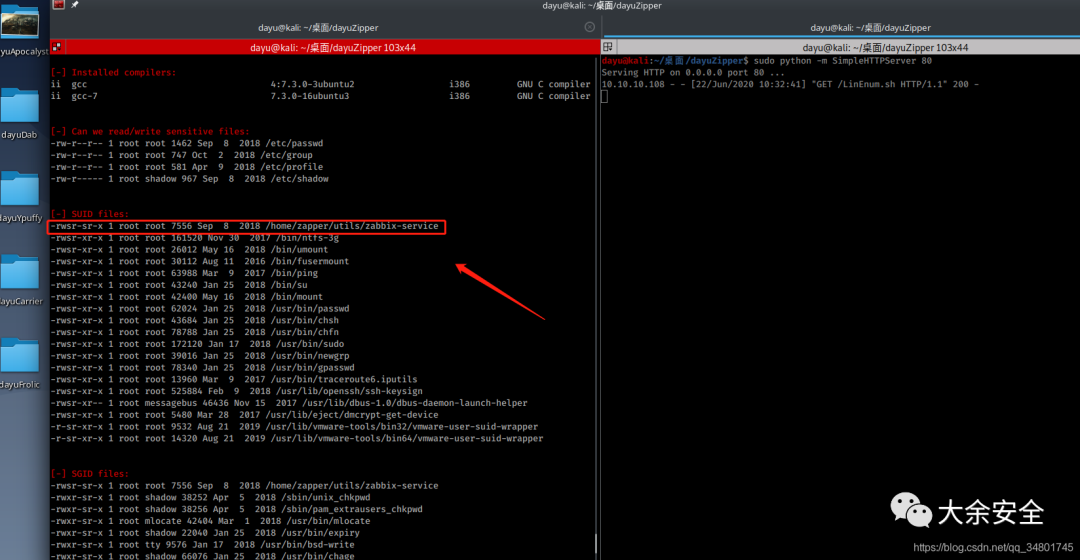 dayu@kali: ~/桌面/dayuZipper
dayu@kali: ~/桌面/dayuZipper
dayu@kali: ~/桌面/dayuZipper 103x44
[-] Installed compilers:
ii gcc 4:7.3.0-3ubuntu2 i386 GNU C compiler
ii gcc-7 7.3.0-16ubuntu3 i386 GNU C compiler
[-] Can we read/write sensitive files:
-rw-r--r-- 1 root root 1462 Sep 8 2018 /etc/passwd
-rw-r--r-- 1 root root 747 Oct 2 2018 /etc/group
-rw-r--r-- 1 root root 581 Apr 9 2018 /etc/profile
-rw-r----- 1 root shadow 967 Sep 8 2018 /etc/shadow
[-] SUID files:
-rwsr-sr-x 1 root root 7556 Sep 8 2018 /home/zapper/utils/zabbix-service
-rwsr-xr-x 1 root root 161520 Nov 30 2017 /bin/ntfs-3g
-rwsr-xr-x 1 root root 26012 May 16 2018 /bin/umount
-rwsr-xr-x 1 root root 30112 Aug 11 2016 /bin/fusermount
-rwsr-xr-x 1 root root 63988 Mar 9 2017 /bin/ping
-rwsr-xr-x 1 root root 43240 Jan 25 2018 /bin/su
-rwsr-xr-x 1 root root 42400 May 16 2018 /bin/mount
-rwsr-xr-x 1 root root 62024 Jan 25 2018 /usr/bin/passwd
-rwsr-xr-x 1 root root 43684 Jan 25 2018 /usr/bin/chsh
-rwsr-xr-x 1 root root 78788 Jan 25 2018 /usr/bin/chfn
-rwsr-xr-x 1 root root 172120 Jan 17 2018 /usr/bin/sudo
-rwsr-xr-x 1 root root 39016 Jan 25 2018 /usr/bin/newgrp
-rwsr-xr-x 1 root root 78340 Jan 25 2018 /usr/bin/gpasswd
-rwsr-xr-x 1 root root 13960 Mar 9 2017 /usr/bin/traceroute6.iputils
-rwsr-xr-x 1 root root 525884 Feb 9 2018 /usr/lib/openssh/ssh-keysign
-rwsr-xr-- 1 root messagebus 46436 Nov 15 2017 /usr/lib/dbus-1.0/dbus-daemon-launch-helper
-rwsr-xr-x 1 root root 5480 Mar 28 2017 /usr/lib/eject/dmcrypt-get-device
-r-sr-xr-x 1 root root 9532 Aug 21 2019 /usr/lib/vmware-tools/bin32/vmware-user-suid-wrapper
-r-sr-xr-x 1 root root 14320 Aug 21 2019 /usr/lib/vmware-tools/bin64/vmware-user-suid-wrapper
[-] SGID files:
-rwsr-sr-x 1 root root 7556 Sep 8 2018 /home/zapper/utils/zabbix-service
-rwxr-sr-x 1 root shadow 38252 Apr 5 2018 /sbin/unix_chkpwd
-rwxr-sr-x 1 root shadow 38256 Apr 5 2018 /sbin/pam_extrausers_chkpwd
-rwxr-sr-x 1 root mlocate 42404 Mar 1 2018 /usr/bin/mlocate
-rwxr-sr-x 1 root shadow 22040 Jan 25 2018 /usr/bin/expiry
-rwxr-sr-x 1 root tty 9576 Jan 17 2018 /usr/bin/bsd-write
-rwxr-sr-x 1 root shadow 66076 Jan 25 2018 /usr/bin/chage
dayu@kali: ~/桌面/dayuZipper
dayu@kali: ~/桌面/dayuZipper 103x44
dayu@kali:~/桌面/dayuZipper$ sudo python -m SimpleHTTPServer 80
Serving HTTP on 0.0.0.0 port 80 ...
10.10.10.108 - - [22/Jun/2020 10:32:41] "GET /LinEnum.sh HTTP/1.1" 200 -
yuApocalyst
dayuDab
dayuYpuffy
dayuCarrier
dayuFrolic
大余安全
https://blog.csdn.net/qq_34801745